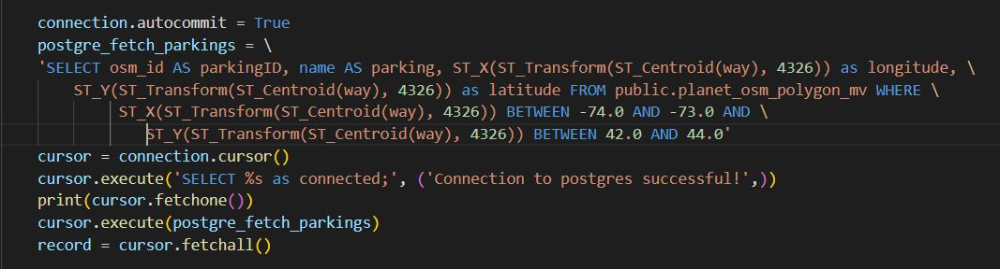 connection.autocommit = True
postgre_fetch_parkings = \
'SELECT osm_id AS parkingID, name AS parking, ST_X(ST_Transform(ST_Centroid(way), 4326)) as longitude, \
ST_Y(ST_Transform(ST_Centroid(way), 4326)) as latitude FROM public.planet_osm_polygon_mv WHERE \
ST_X(ST_Transform(ST_Centroid(way), 4326)) BETWEEN -74.0 AND -73.0 AND \
ST_Y(ST_Transform(ST_Centroid(way), 4326)) BETWEEN 42.0 AND 44.0'
cursor = connection.cursor()
cursor.execute('SELECT %s as connected;', ('Connection to postgres successful!',))
print(cursor.fetchone())
cursor.execute(postgre_fetch_parkings)
record = cursor.fetchall()